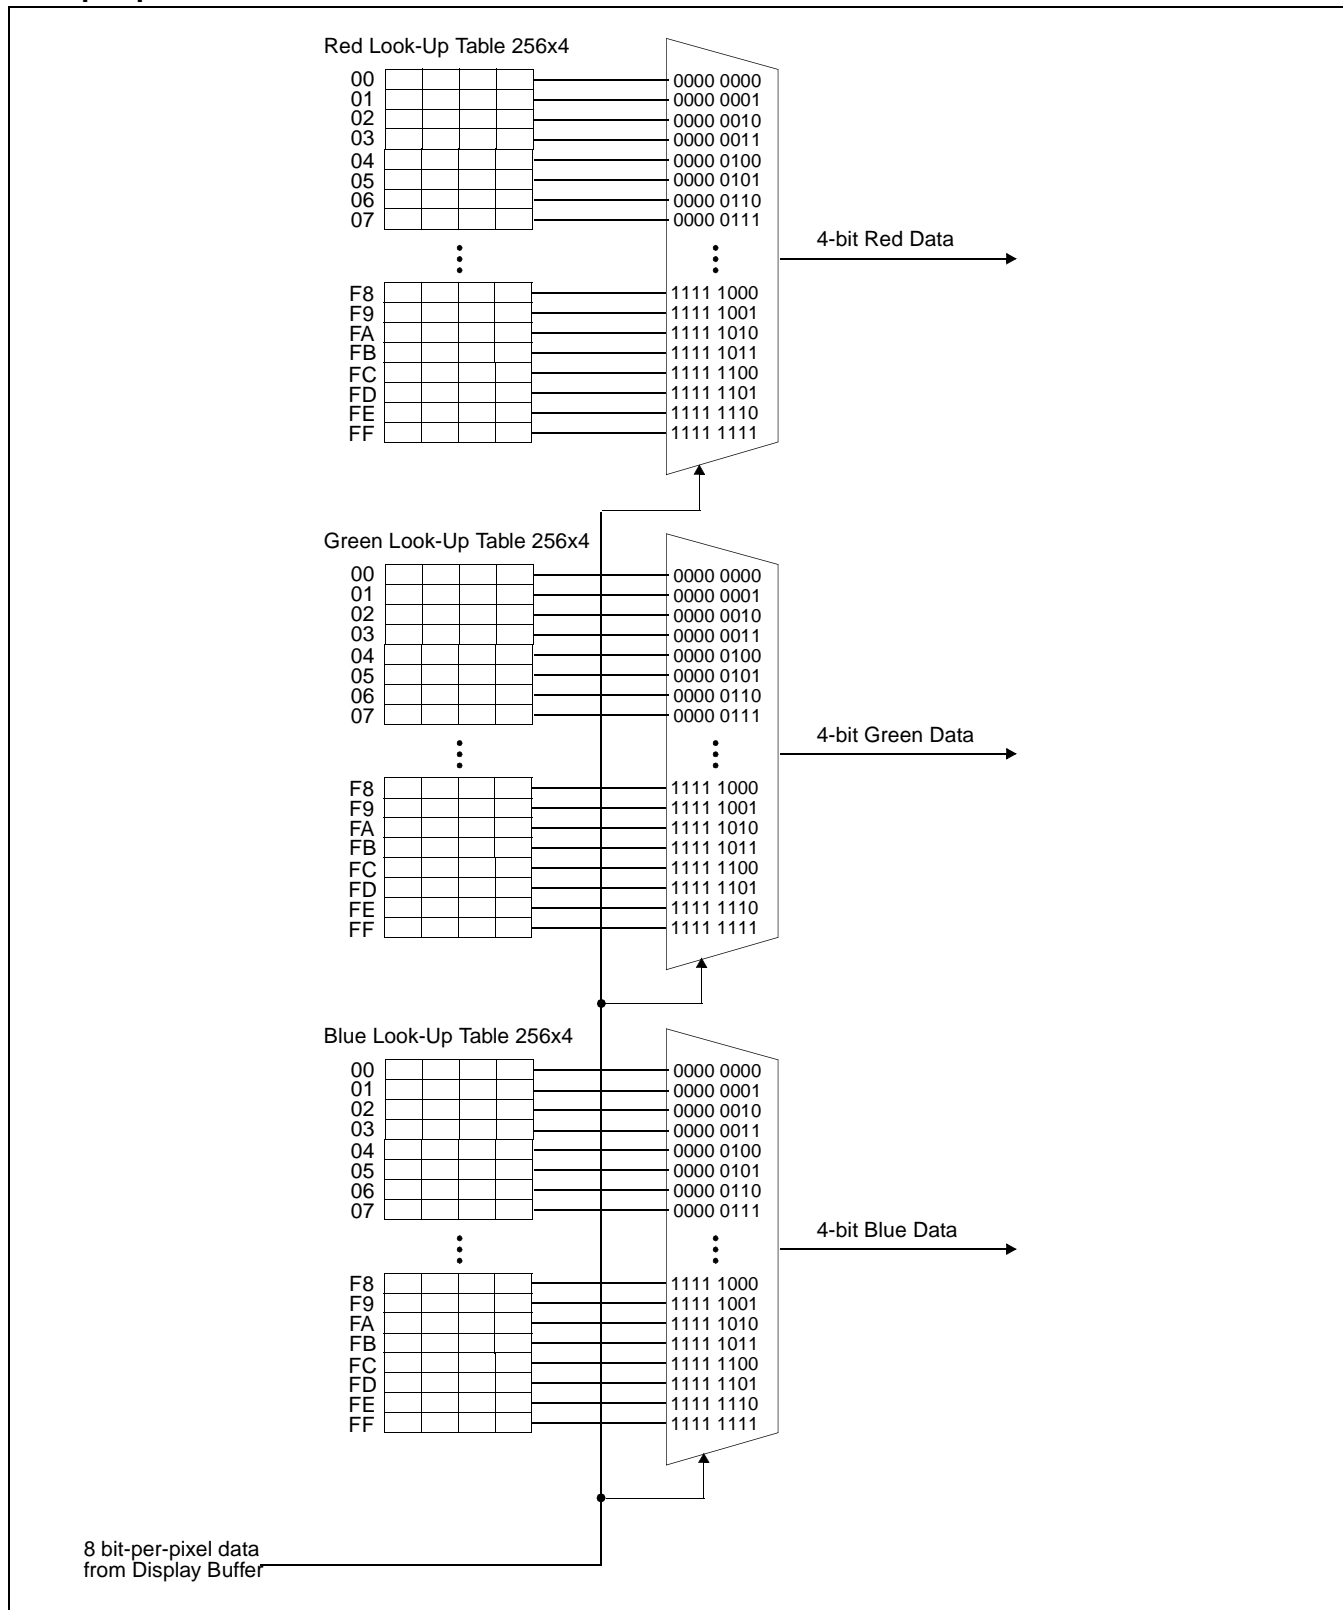 Red Look-Up Table 256x4
00 0000 0000
01 0000 0001
02 0000 0010
03 0000 0011
04 0000 0100
05 0000 0101
06 0000 0110
07 0000 0111
4-bit Red Data
F8 1111 1000
F9 1111 1001
FA 1111 1010
FB 1111 1011
FC 1111 1100
FD 1111 1101
FE 1111 1110
FF 1111 1111
Green Look-Up Table 256x4
00 0000 0000
01 0000 0001
02 0000 0010
03 0000 0011
04 0000 0100
05 0000 0101
06 0000 0110
07 0000 0111
4-bit Green Data
F8 1111 1000
F9 1111 1001
FA 1111 1010
FB 1111 1011
FC 1111 1100
FD 1111 1101
FE 1111 1110
FF 1111 1111
Blue Look-Up Table 256x4
00 0000 0000
01 0000 0001
02 0000 0010
03 0000 0011
04 0000 0100
05 0000 0101
06 0000 0110
07 0000 0111
4-bit Blue Data
F8 1111 1000
F9 1111 1001
FA 1111 1010
FB 1111 1011
FC 1111 1100
FD 1111 1101
FE 1111 1110
FF 1111 1111
8 bit-per-pixel data
from Display Buffer